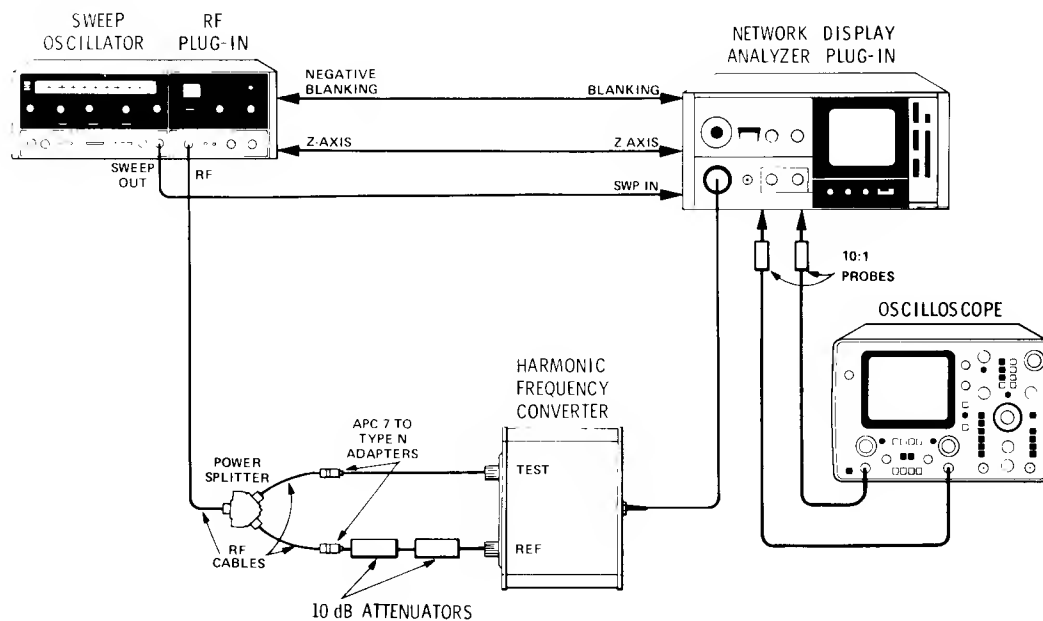 SWEEP
OSCILLATOR
RF
PLUG-IN
NETWORK
ANALYZER
DISPLAY
PLUG-IN
NEGATIVE
BLANKING
BLANKING
Z-AXIS
Z AXIS
SWEEP
OUT
RF
SWP IN
10:1
PROBES
OSCILLOSCOPE
HARMONIC
FREQUENCY
CONVERTER
APC 7 TO
TYPE N
ADAPTERS
POWER
SPLITTER
TEST
RF
CABLES
REF
10 dB ATTENUATORS